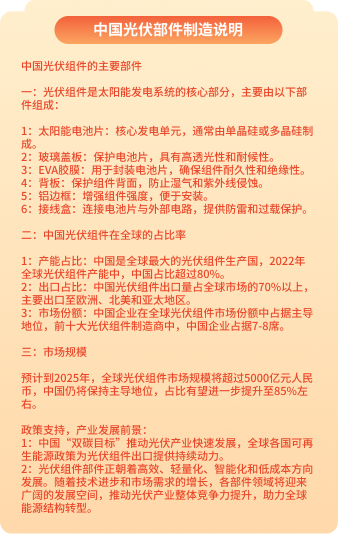 中国光伏部件制造说明
中国光伏组件的主要部件
一：光伏组件是太阳能发电系统的核心部分，主要由以下部
件组成：
1：太阳能电池片：核心发电单元，通常由单晶硅或多晶硅制
成。
2：玻璃盖板：保护电池片，具有高透光性和耐候性。
3：EVA胶膜：用于封装电池片，确保组件耐久性和绝缘性。
4：背板：保护组件背面，防止湿气和紫外线侵蚀。
5：铝边框：增强组件强度，便于安装。
6：接线盒：连接电池片与外部电路，提供防雷和过载保护。
二：中国光伏组件在全球的占比率
1：产能占比：中国是全球最大的光伏组件生产国，2022年
全球光伏组件产能中，中国占比超过80%。
2：出口占比：中国光伏组件出口量占全球市场的70%以上，
主要出口至欧洲、北美和亚太地区。
3：市场份额：中国企业在全球光伏组件市场份额中占据主导
地位，前十大光伏组件制造商中，中国企业占据7-8席。
三：市场规模
预计到2025年，全球光伏组件市场规模将超过5000亿元人民
币，中国仍将保持主导地位，占比有望进一步提升至85%左
右。
政策支持，产业发展前景：
1：中国“双碳目标”推动光伏产业快速发展，全球各国可再
生能源政策为光伏组件出口提供持续动力。
2：光伏组件部件正朝着高效、轻量化、智能化和低成本方向
发展。随着技术进步和市场需求的增长，各部件领域将迎来
广阔的发展空间，推动光伏产业整体竞争力提升，助力全球
能源结构转型。